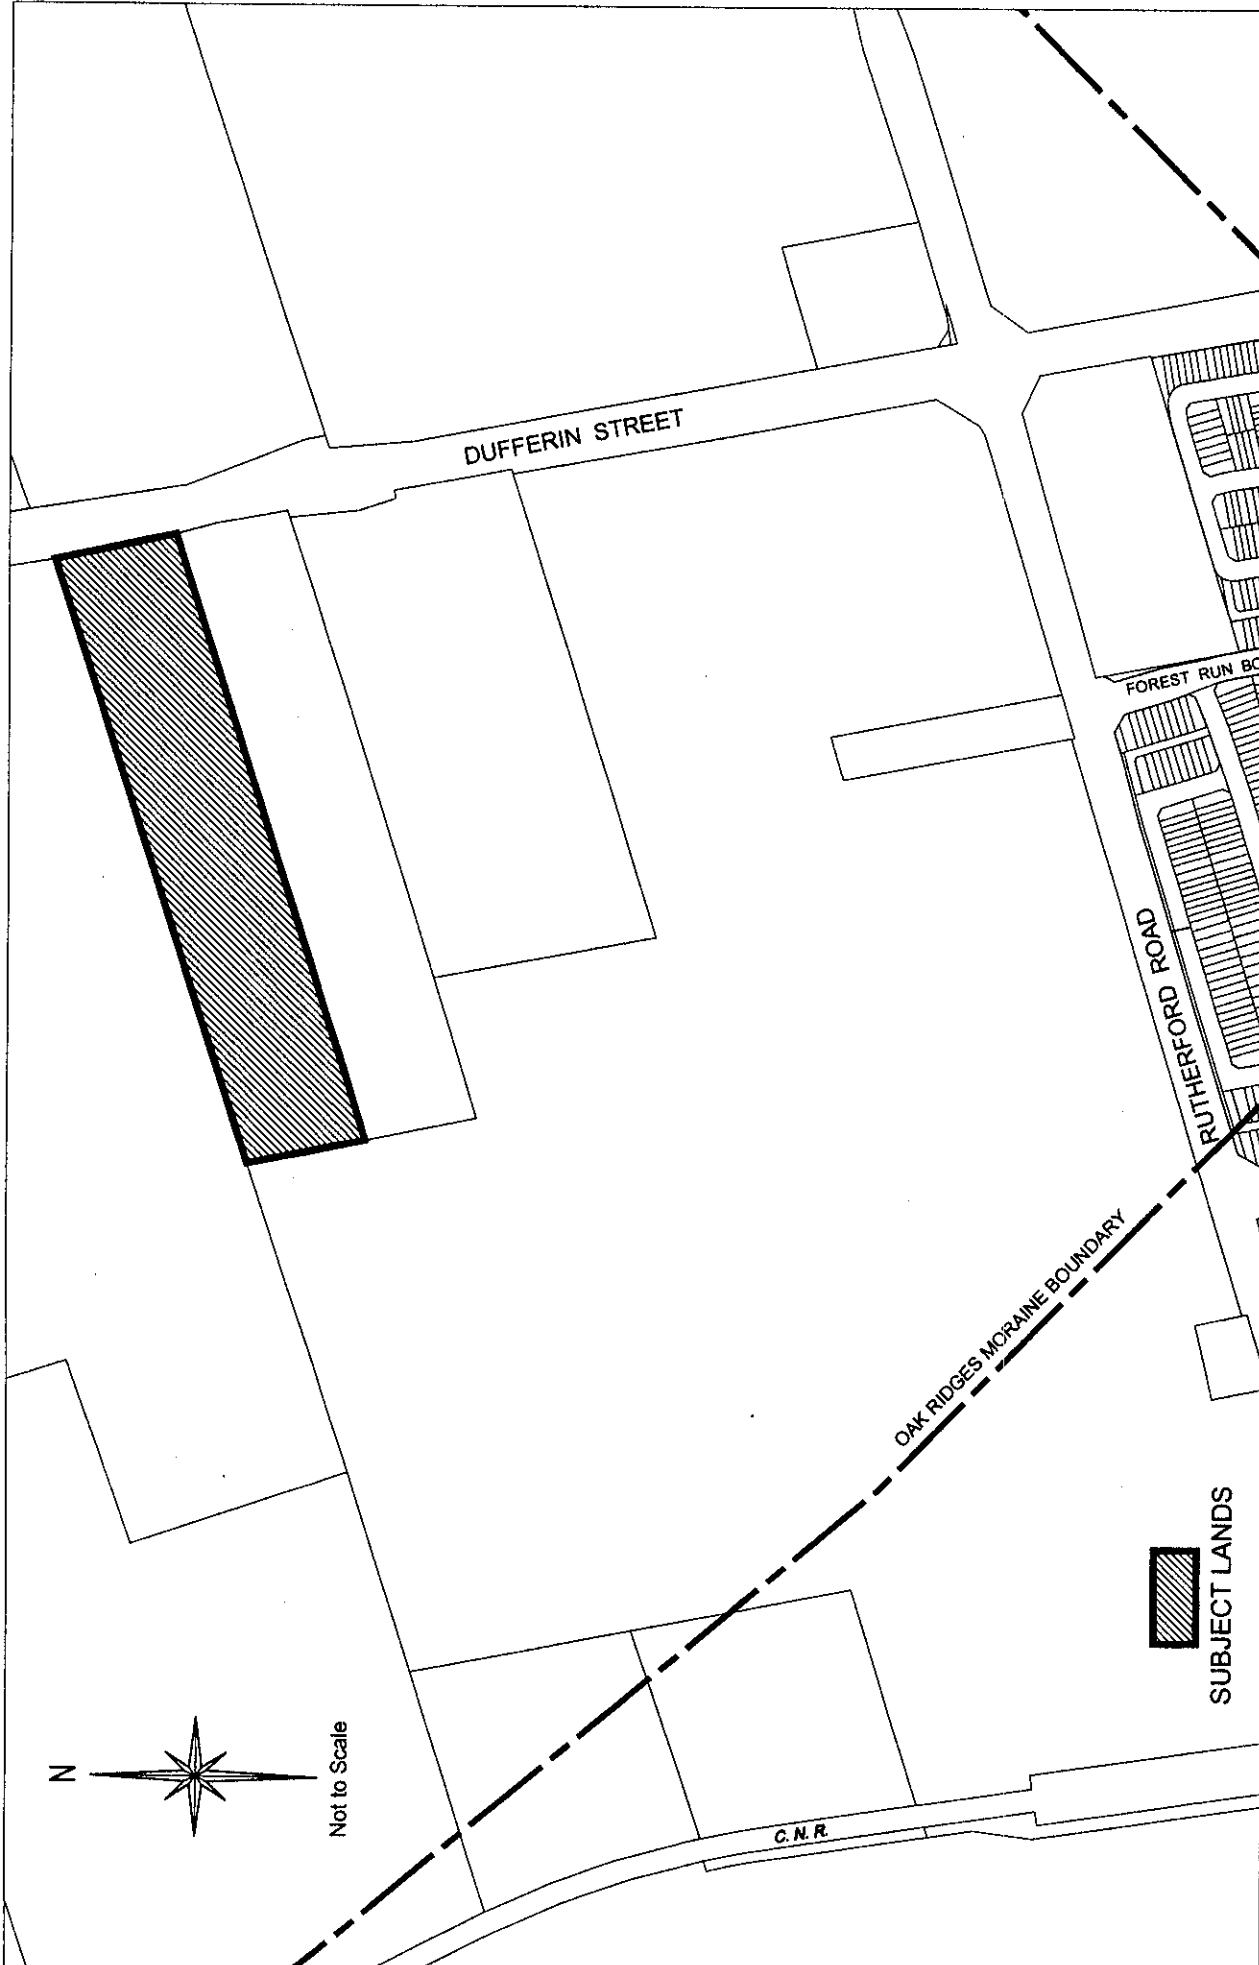 DUFFERIN STREET
FOREST RUN BO
RUTHERFORD ROAD
OAK RIDGES MORAINE BOUNDARY
N
Not to Scale
C.N.R.
SUBJECT LANDS